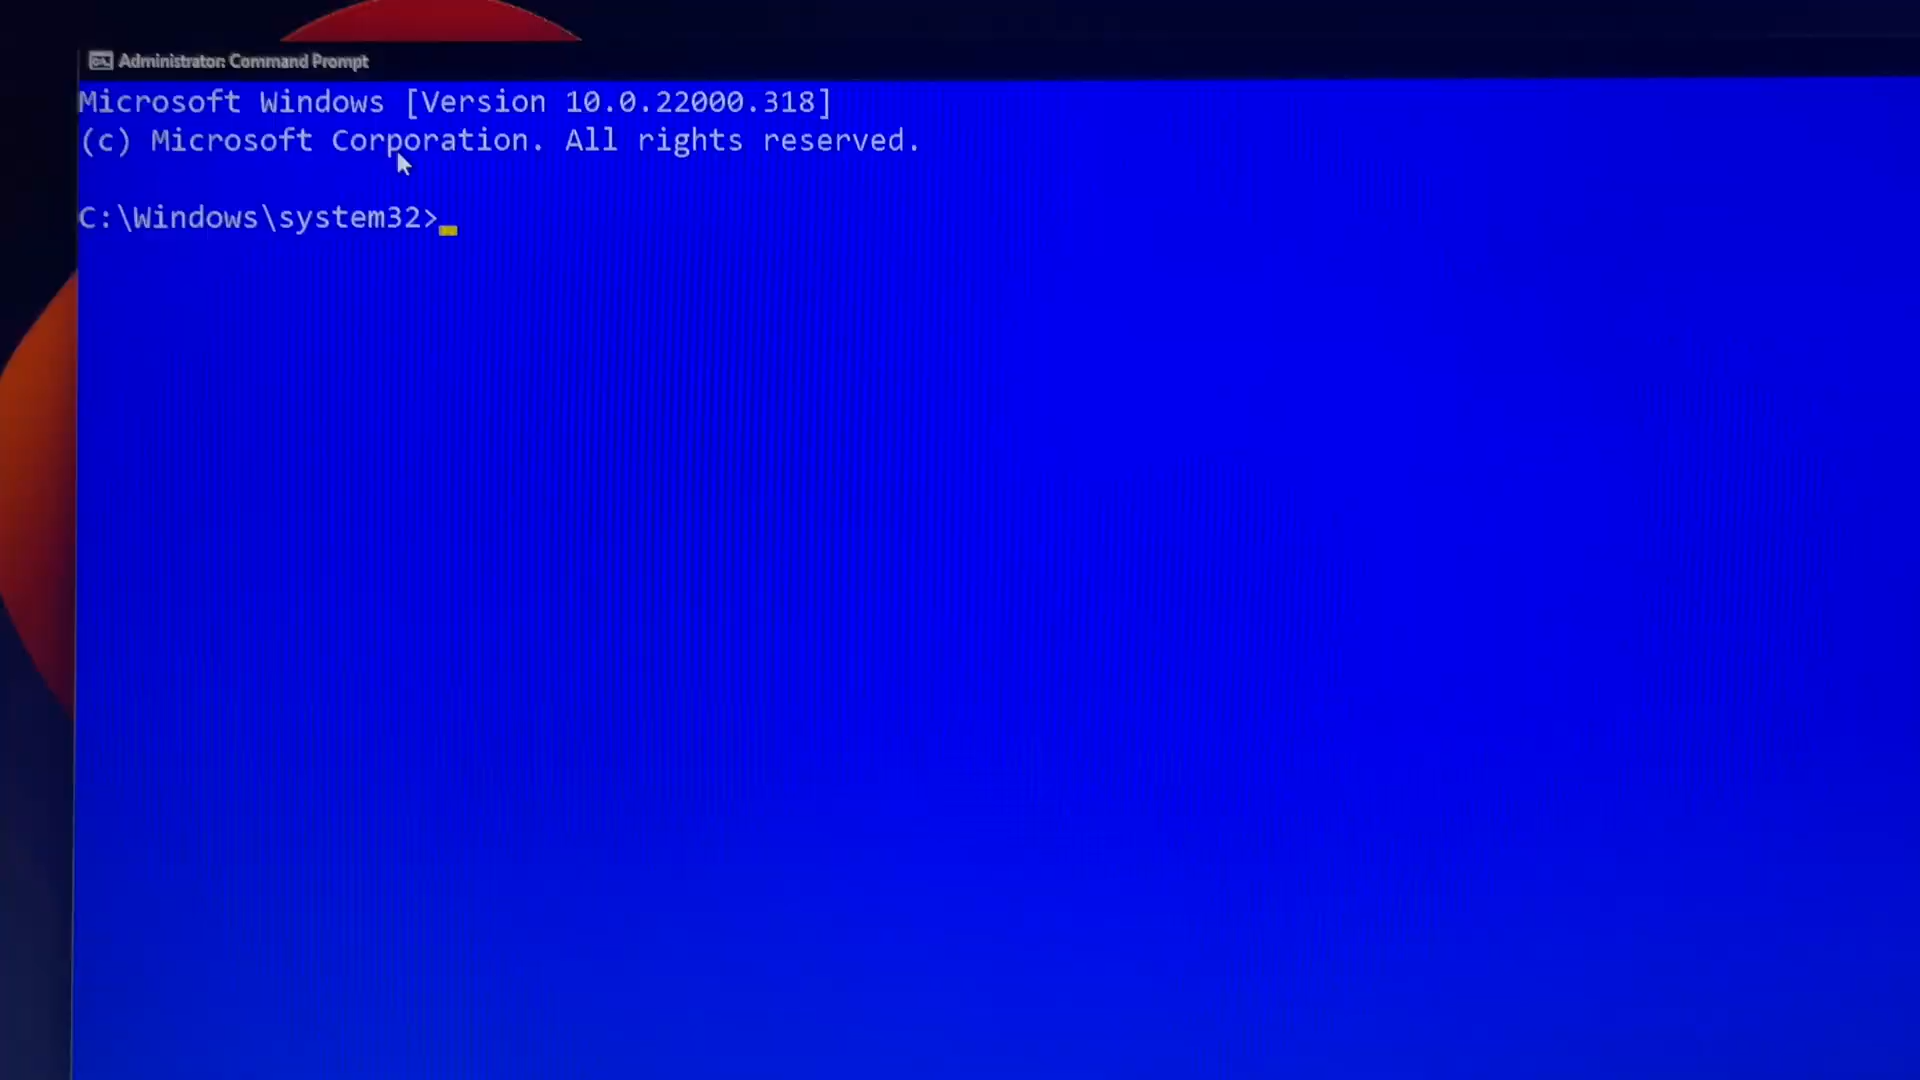 Administrator: Command Prompt
Microsoft Windows [Version 10.0.22000.318]
(c) Microsoft Corporation. All rights reserved.
C:\Windows\system32>